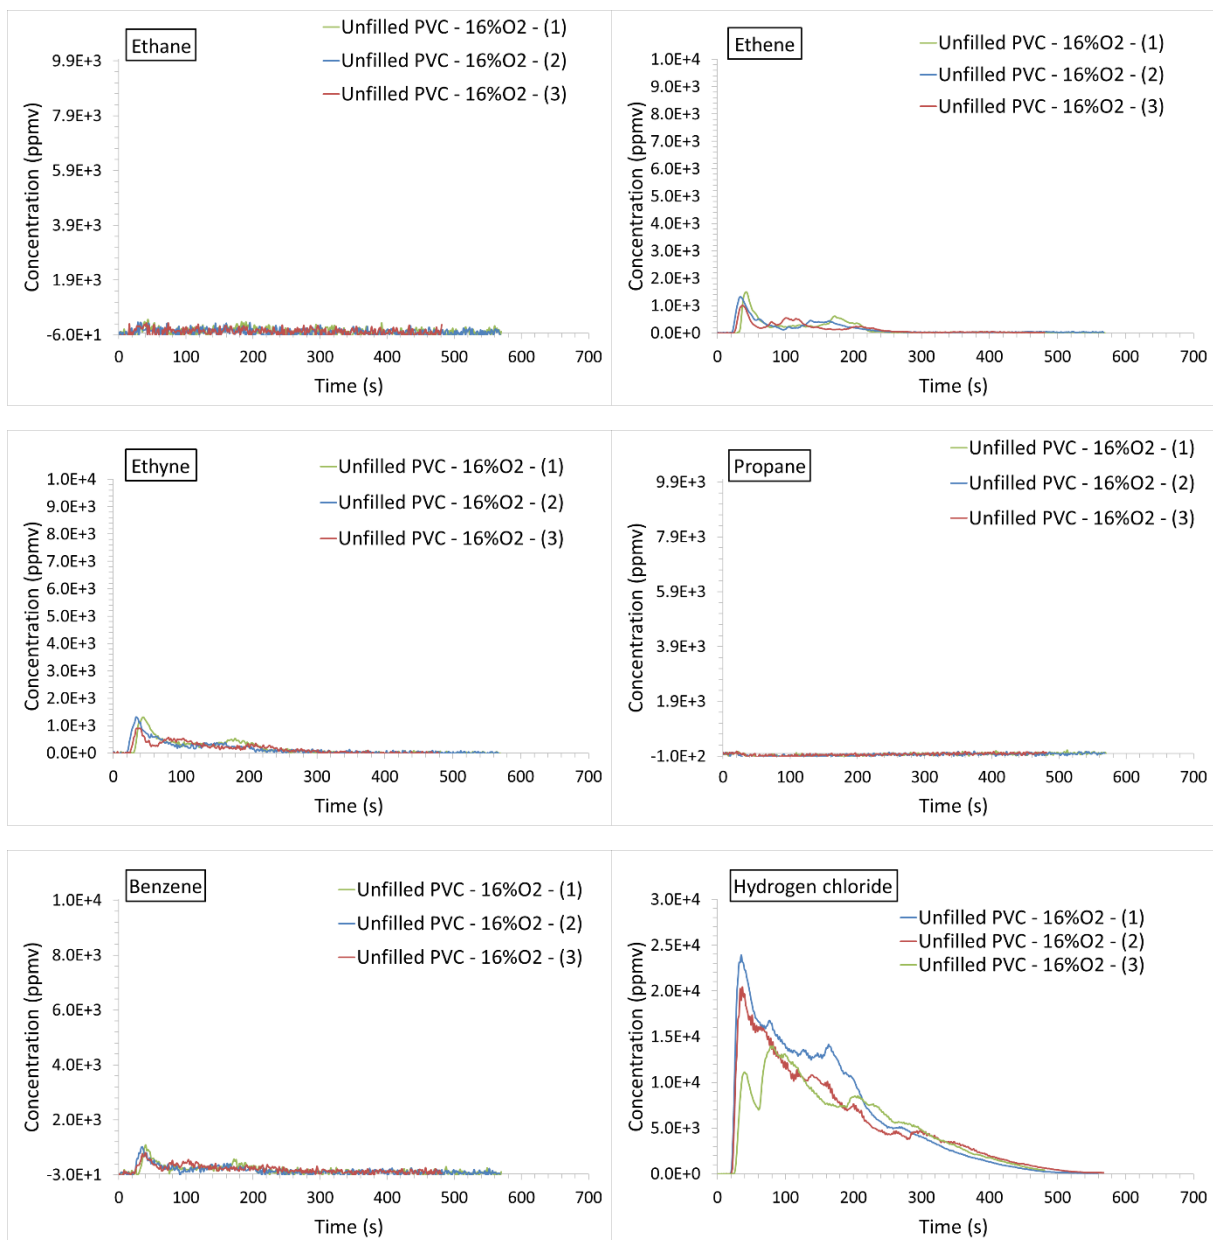 Ethane
Unfilled PVC - 16%O2 - (1)
Unfilled PVC - 16%O2 - (2)
Unfilled PVC - 16%O2 - (3)
Concentration (ppmv)
9.9E+3
7.9E+3
5.9E+3
3.9E+3
1.9E+3
-6.0E+1
0 100 200 300 400 500 600 700
Time (s)
Ethene
Unfilled PVC - 16%O2 - (1)
Unfilled PVC - 16%O2 - (2)
Unfilled PVC - 16%O2 - (3)
Concentration (ppmv)
1.0E+4
9.0E+3
8.0E+3
7.0E+3
6.0E+3
5.0E+3
4.0E+3
3.0E+3
2.0E+3
1.0E+3
0.0E+0
0 100 200 300 400 500 600 700
Time (s)
Ethyne
Unfilled PVC - 16%O2 - (1)
Unfilled PVC - 16%O2 - (2)
Unfilled PVC - 16%O2 - (3)
Concentration (ppmv)
1.0E+4
9.0E+3
8.0E+3
7.0E+3
6.0E+3
5.0E+3
4.0E+3
3.0E+3
2.0E+3
1.0E+3
0.0E+0
0 100 200 300 400 500 600 700
Time (s)
Propane
Unfilled PVC - 16%O2 - (1)
Unfilled PVC - 16%O2 - (2)
Unfilled PVC - 16%O2 - (3)
Concentration (ppmv)
9.9E+3
7.9E+3
5.9E+3
3.9E+3
1.9E+3
-1.0E+2
0 100 200 300 400 500 600 700
Time (s)
Benzene
Unfilled PVC - 16%O2 - (1)
Unfilled PVC - 16%O2 - (2)
Unfilled PVC - 16%O2 - (3)
Concentration (ppmv)
1.0E+4
8.0E+3
6.0E+3
4.0E+3
2.0E+3
-3.0E+1
0 100 200 300 400 500 600 700
Time (s)
Hydrogen chloride
Unfilled PVC - 16%O2 - (1)
Unfilled PVC - 16%O2 - (2)
Unfilled PVC - 16%O2 - (3)
Concentration (ppmv)
3.0E+4
2.5E+4
2.0E+4
1.5E+4
1.0E+4
5.0E+3
0.0E+0
0 100 200 300 400 500 600 700
Time (s)